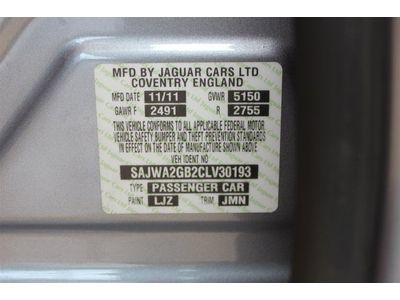 MFD BY JAGUAR CARS LTD
COVENTRY ENGLAND
MFD DATE 11/11 GVWR 5150
GAWR F 2491 R 2755
THIS VEHICLE CONFORMS TO ALL APPLICABLE FEDERAL MOTOR
VEHICLE SAFETY BUMPER, AND THEFT PREVENTION STANDARDS
IN EFFECT ON THE DATE OF MANUFACTURE
SHOWN ABOVE
VEH IDENT NO
SAJWA2GB2CLV30193
TYPE PASSENGER CAR
PAINT LJZ TRIM JMN